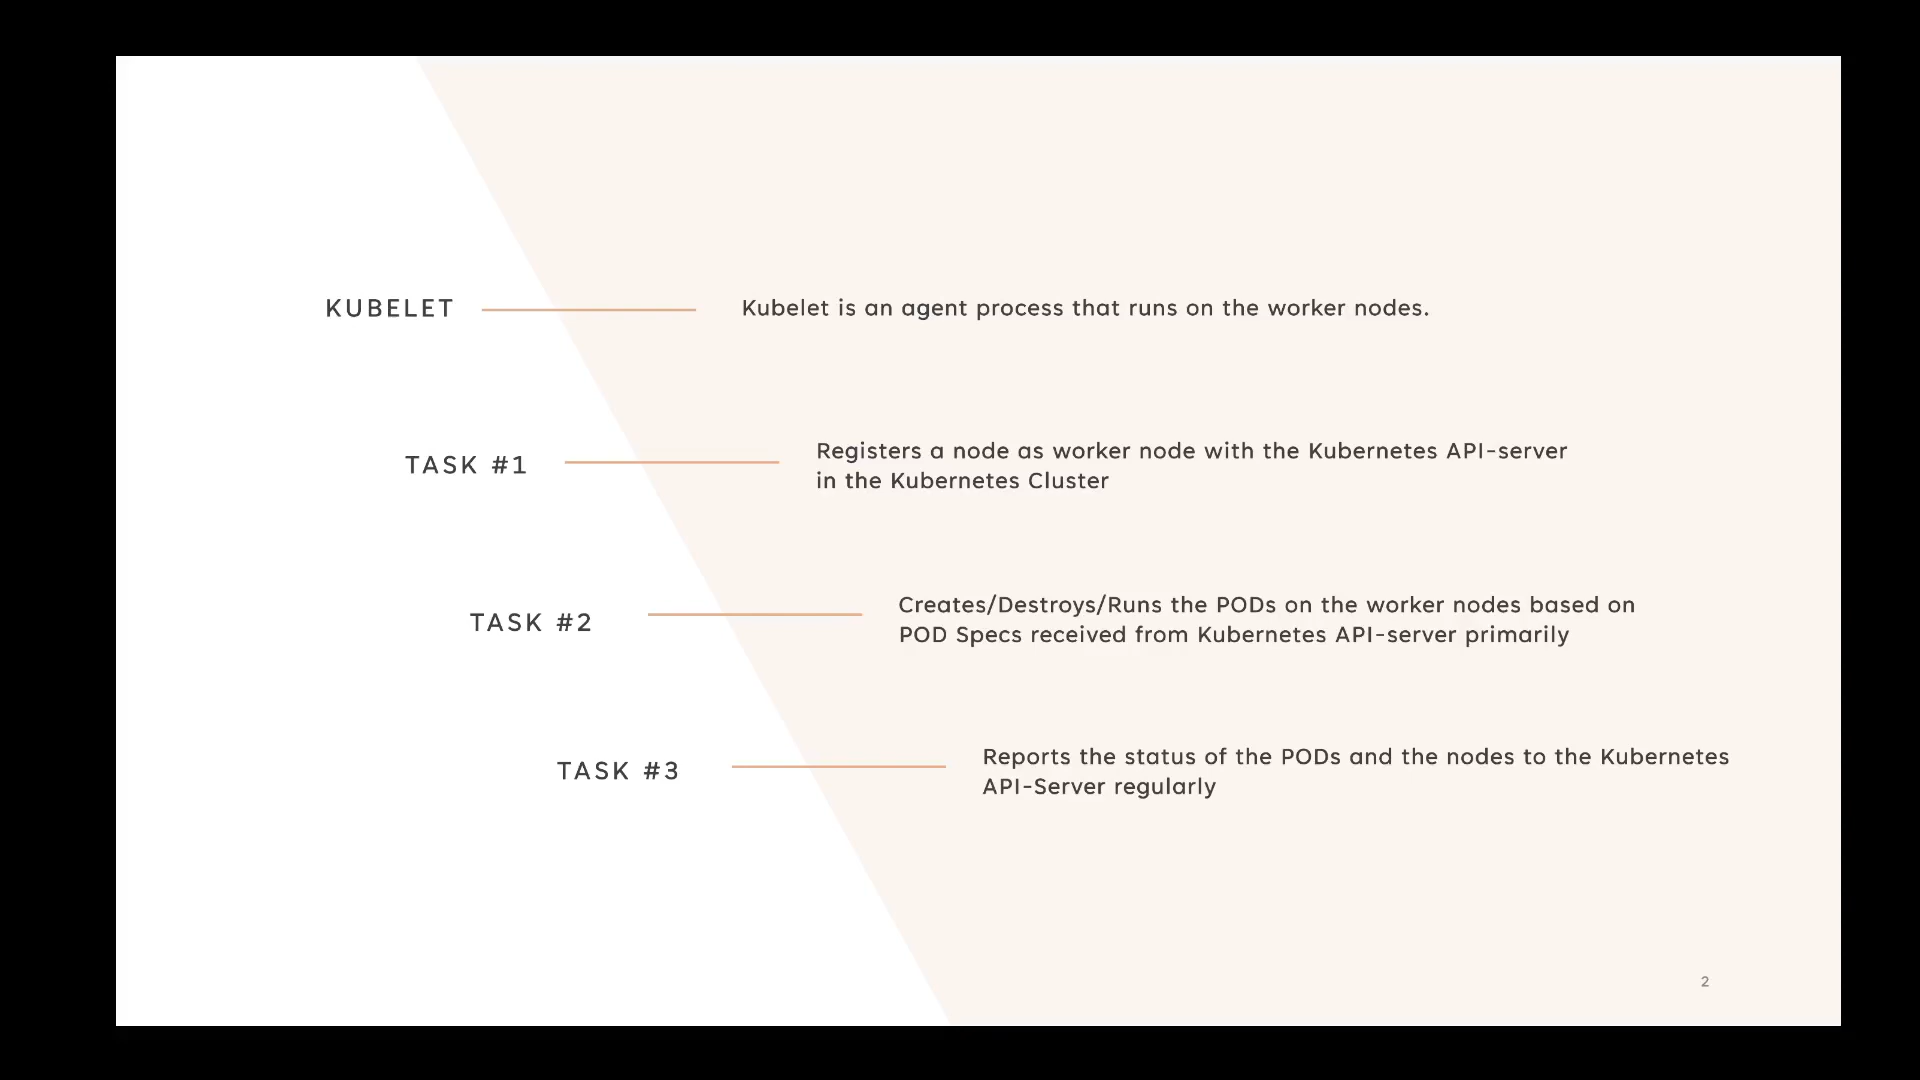 KUBELET
Kubelet is an agent process that runs on the worker nodes.
TASK #1
Registers a node as worker node with the Kubernetes API-server
in the Kubernetes Cluster
TASK #2
Creates/Destroys/Runs the PODs on the worker nodes based on
POD Specs received from Kubernetes API-server primarily
TASK #3
Reports the status of the PODs and the nodes to the Kubernetes
API-Server regularly
2